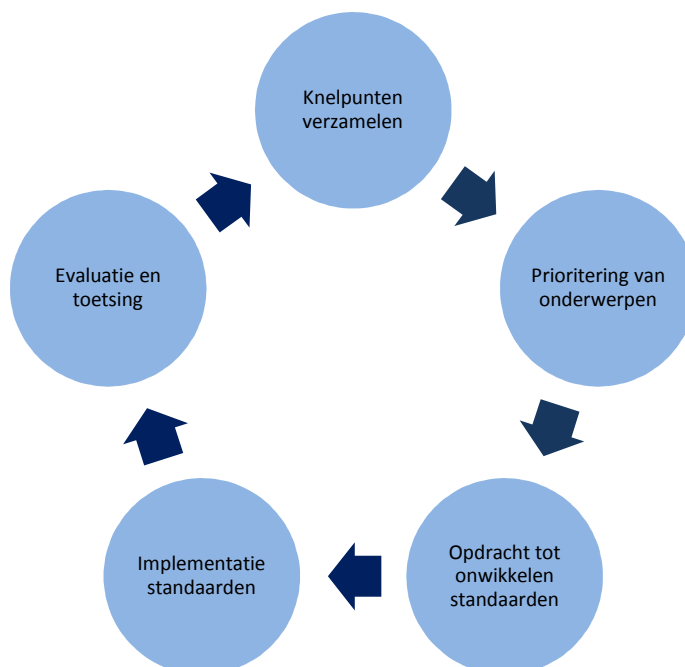 Knelpunten
verzamelen
Prioritering van
onderwerpen
Opdracht tot
onwikkelen
standaarden
Implementatie
standaarden
Evaluatie en
toetsing